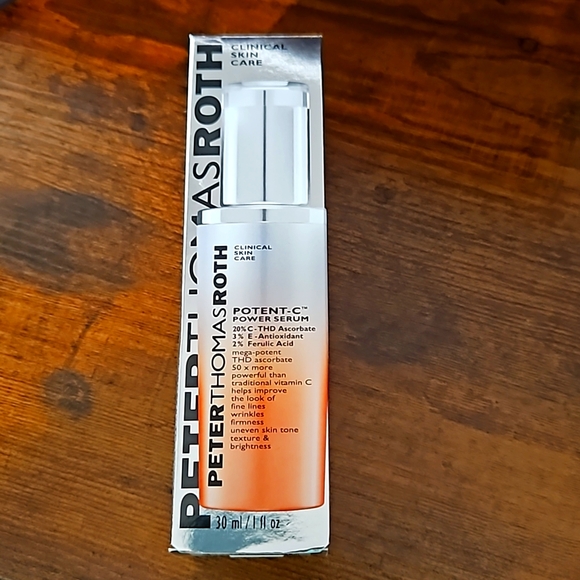 PETERTHOMASROTH
CLINICAL
SKIN
CARE
PETERTHOMASROTH
CLINICAL
SKIN
CARE
POTENT-C™
POWER SERUM
20% C - THD Ascorbate
3% E - Antioxidant
2% Ferulic Acid
mega-potent
THD ascorbate
50 x more
powerful than
traditional vitamin C
helps improve
the look of
fine lines
wrinkles
firmness
uneven skin tone
texture &
brightness
30 ml / 1 fl oz